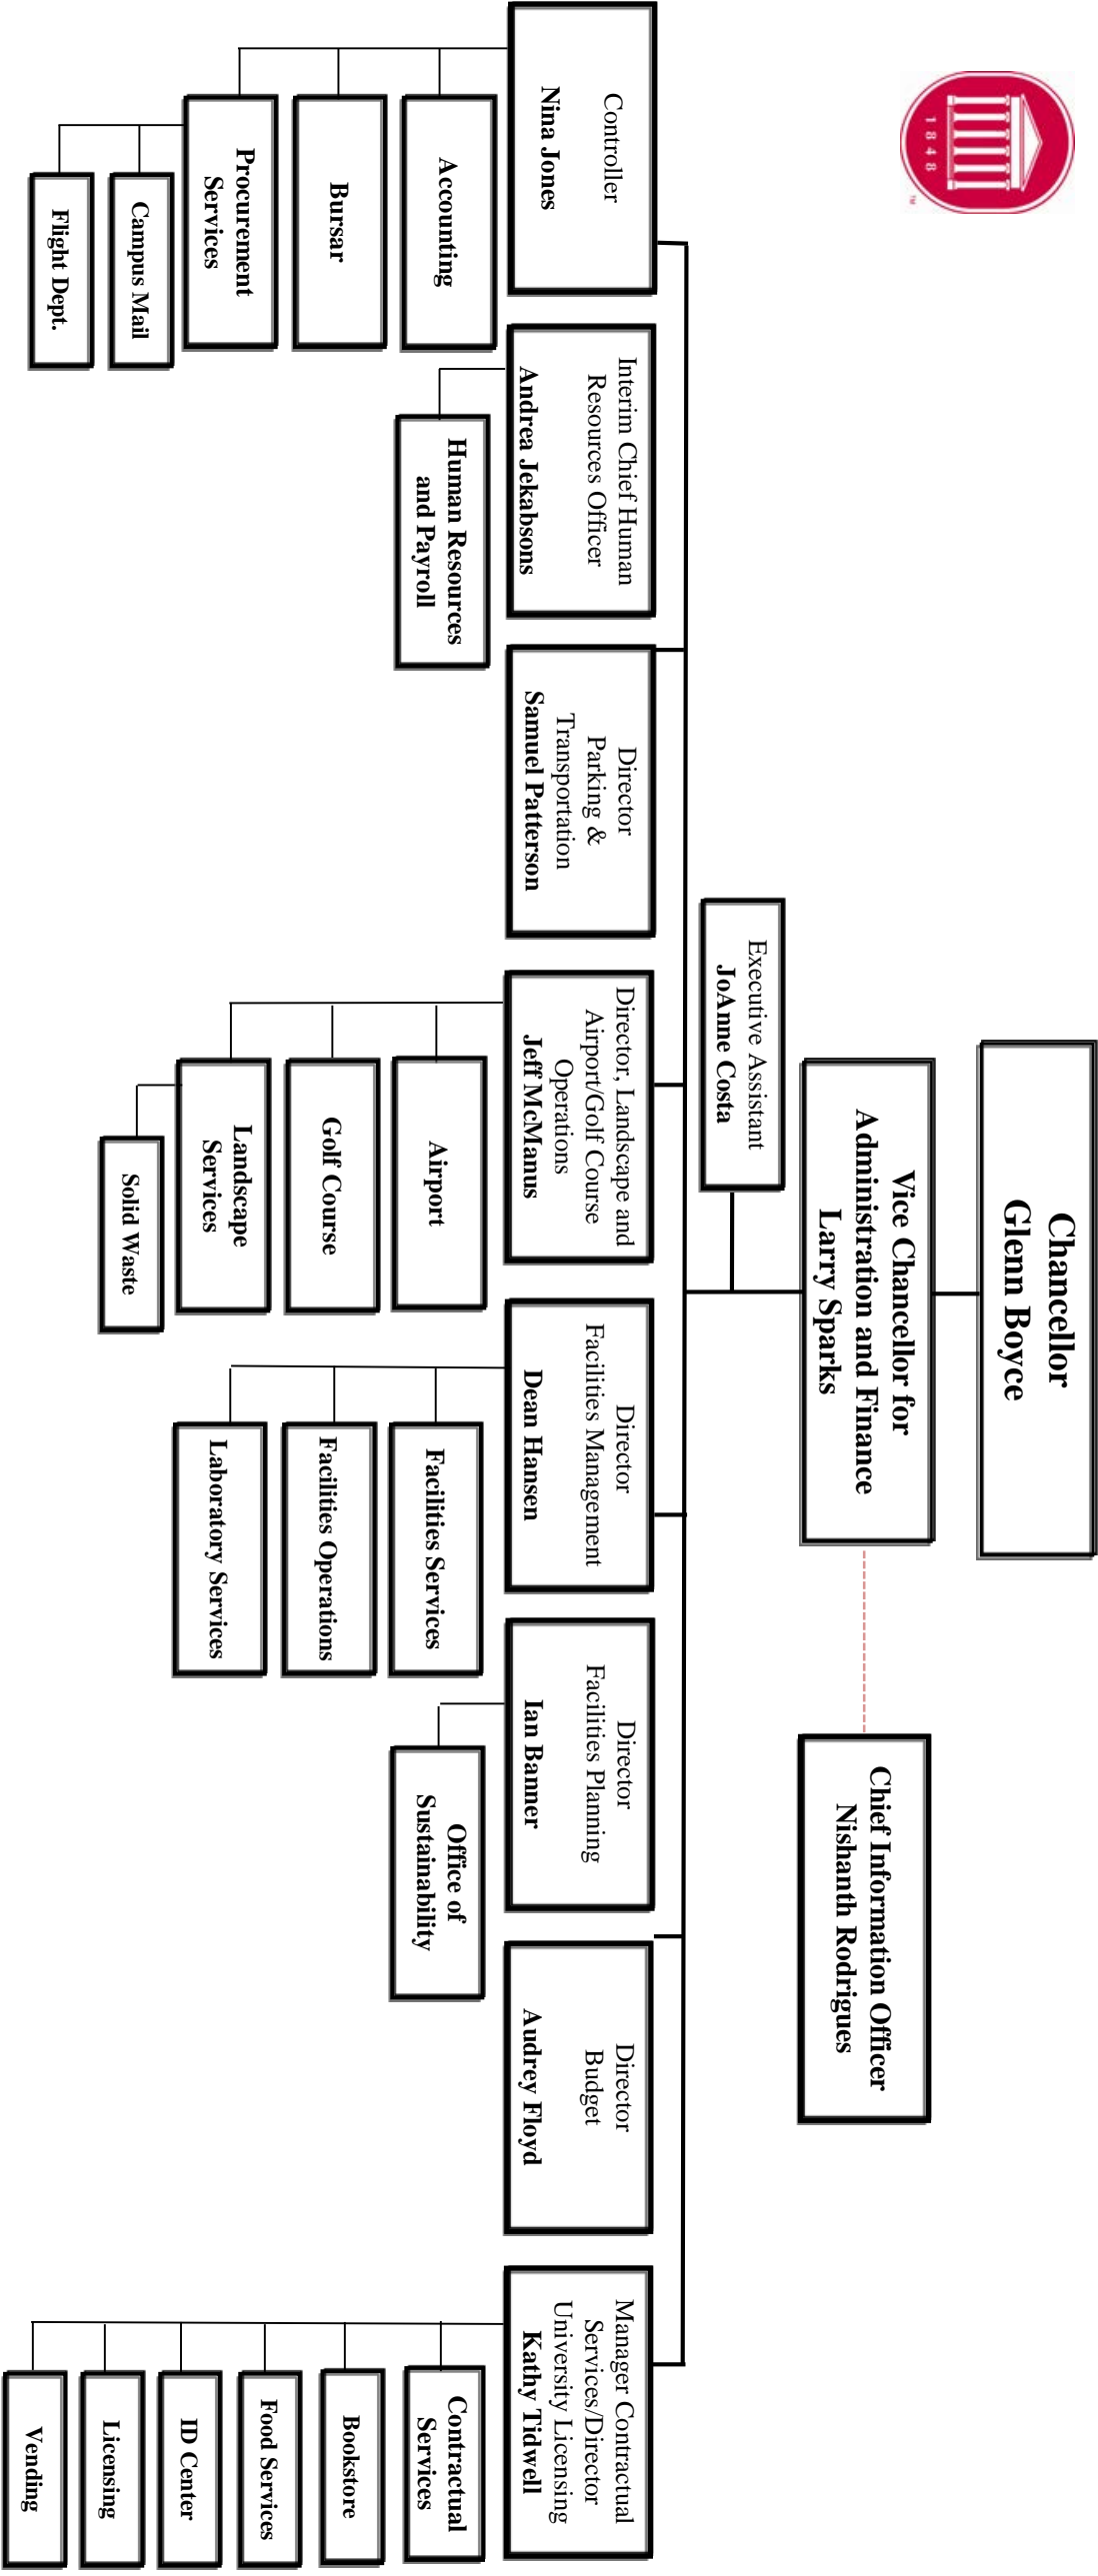 1848
TM
Chancellor
Glenn Boyce
Vice Chancellor for
Administration and Finance
Larry Sparks
Chief Information Officer
Nishanth Rodrigues
Executive Assistant
JoAnne Costa
Controller
Nina Jones
Accounting
Bursar
Procurement
Services
Campus Mail
Flight Dept.
Interim Chief Human
Resources Officer
Andrea Jekabsons
Human Resources
and Payroll
Director
Parking &
Transportation
Samuel Patterson
Director, Landscape and
Airport/Golf Course
Operations
Jeff McManus
Airport
Golf Course
Landscape
Services
Solid Waste
Director
Facilities Management
Dean Hansen
Facilities Services
Facilities Operations
Laboratory Services
Director
Facilities Planning
Ian Banner
Office of
Sustainability
Director
Budget
Audrey Floyd
Manager Contractual
Services/Director
University Licensing
Kathy Tidwell
Contractual
Services
Bookstore
Food Services
ID Center
Licensing
Vending